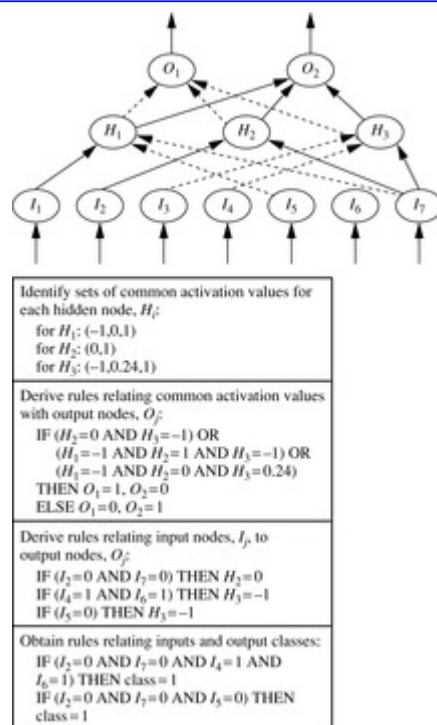 O1 O2
H1 H2 H3
I1 I2 I3 I4 I5 I6 I7
Identify sets of common activation values for
each hidden node, Hi:
for H1: (−1,0,1)
for H2: (0,1)
for H3: (−1,0.24,1)
Derive rules relating common activation values
with output nodes, Oj:
IF (H2=0 AND H3=−1) OR
(H1=−1 AND H2=1 AND H3=−1) OR
(H1=−1 AND H2=0 AND H3=0.24)
THEN O1=1, O2=0
ELSE O1=0, O2=1
Derive rules relating input nodes, Ij, to
output nodes, Oj:
IF (I2=0 AND I7=0) THEN H2=0
IF (I4=1 AND I6=1) THEN H3=−1
IF (I5=0) THEN H3=−1
Obtain rules relating inputs and output classes:
IF (I2=0 AND I7=0 AND I4=1 AND
I6=1) THEN class=1
IF (I2=0 AND I7=0 AND I5=0) THEN
class=1